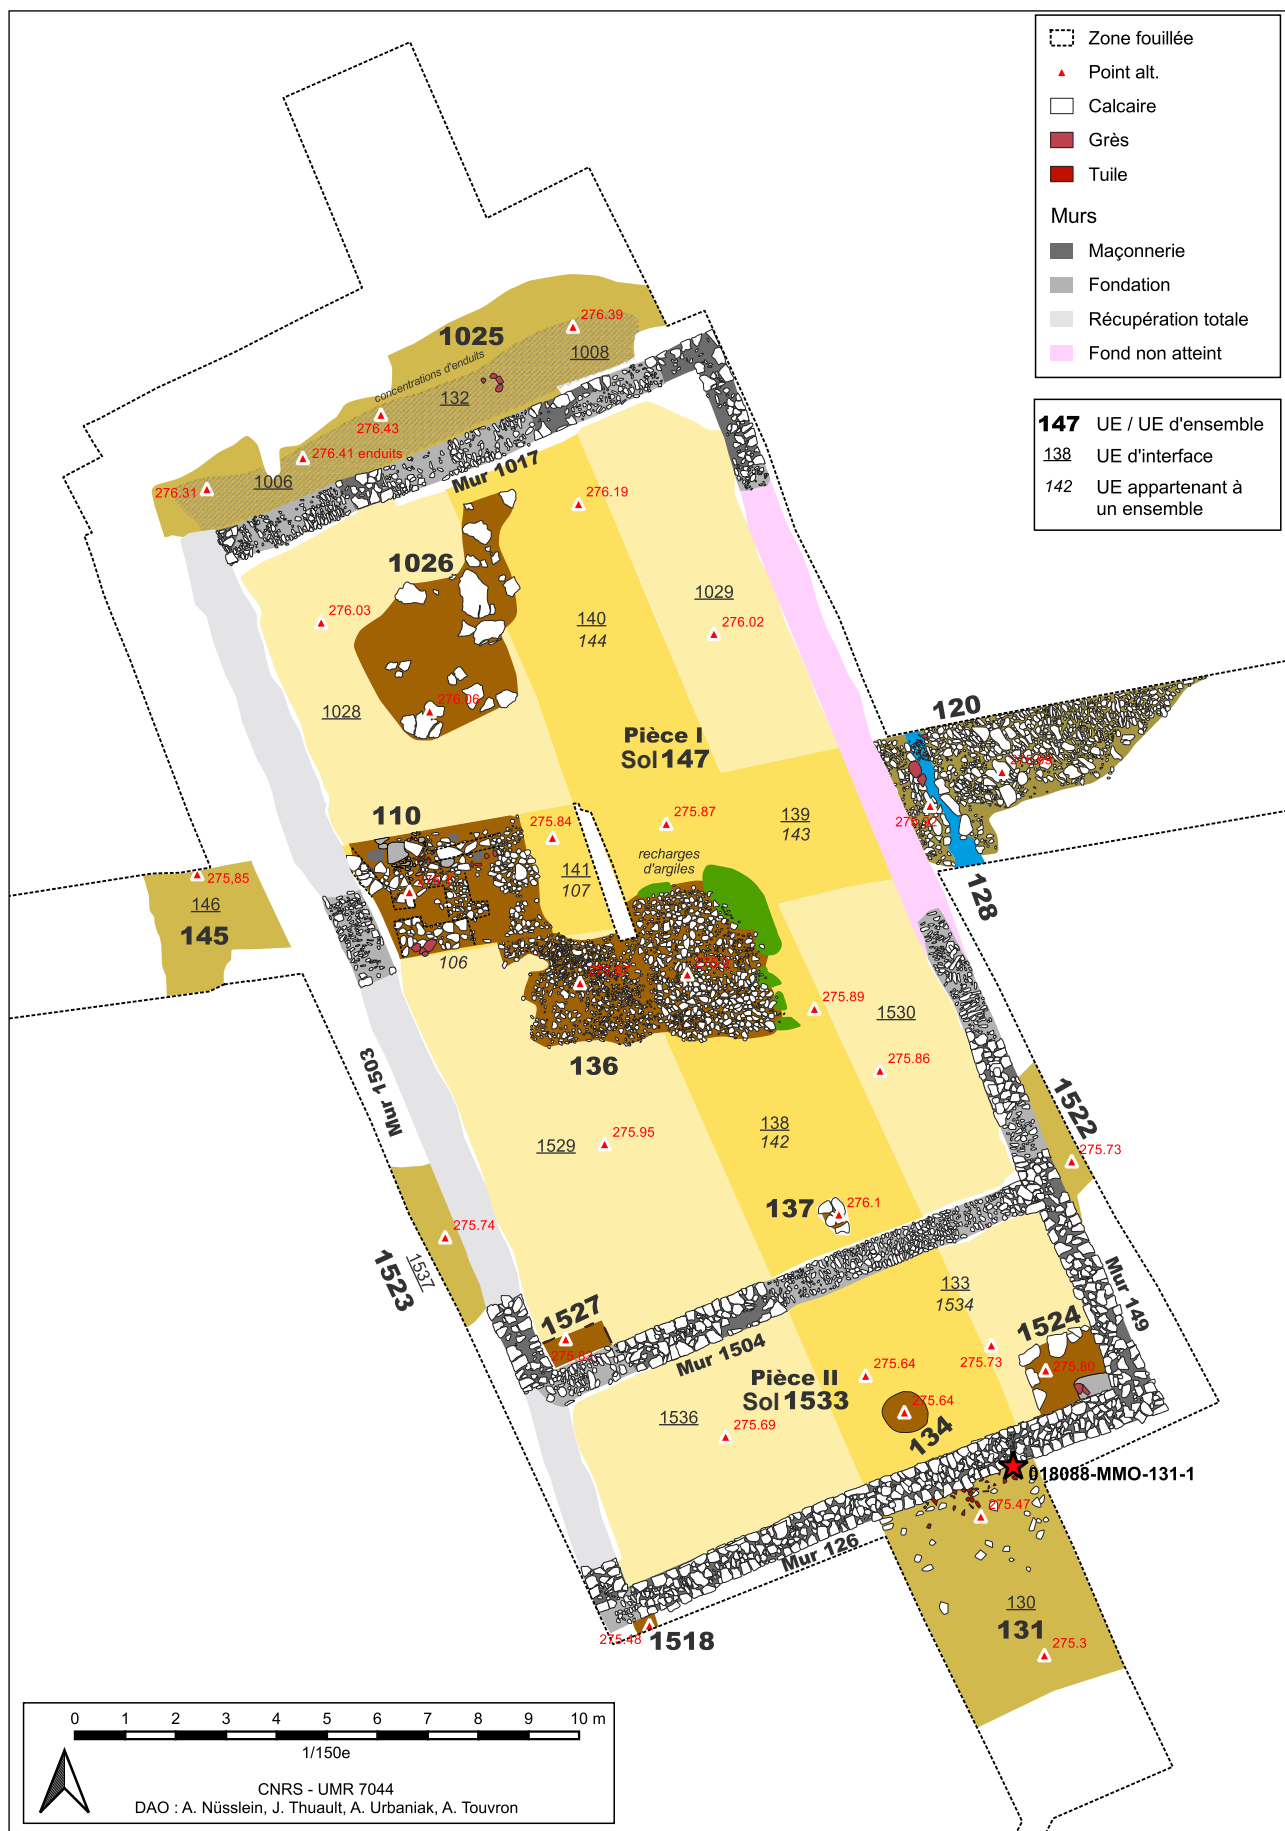 Zone fouillée
Point alt.
Calcaire
Grès
Tuile
Murs
Maçonnerie
Fondation
Récupération totale
Fond non atteint
147 UE / UE d'ensemble
138 UE d'interface
142 UE appartenant à
un ensemble
276.39
1025
1008
concentrations d'enduits
132
276.43
276.41 enduits
276.31
1006
Mur 1017
276.19
1026
276.03
140
144
1029
276.02
276.06
1028
120
Pièce I
Sol 147
110
275.84
275.87
139
143
141
107
recharges
d'argiles
128
275,85
146
145
106
275.89
1530
136
275.86
Mur 1503
1522
138
142
275.95
1529
275.73
137
276.1
275.74
1523
1537
Mur 149
133
1534
1527
1524
Mur 1504
275.73
275.64
275.80
Pièce II
Sol 1533
275.64
1536
275.69
134
018088-MMO-131-1
275.47
Mur 126
130
131
275.48
1518
275.3
0 1 2 3 4 5 6 7 8 9 10 m
1/150e
CNRS - UMR 7044
DAO : A. Nüsslein, J. Thuault, A. Urbaniak, A. Touvron